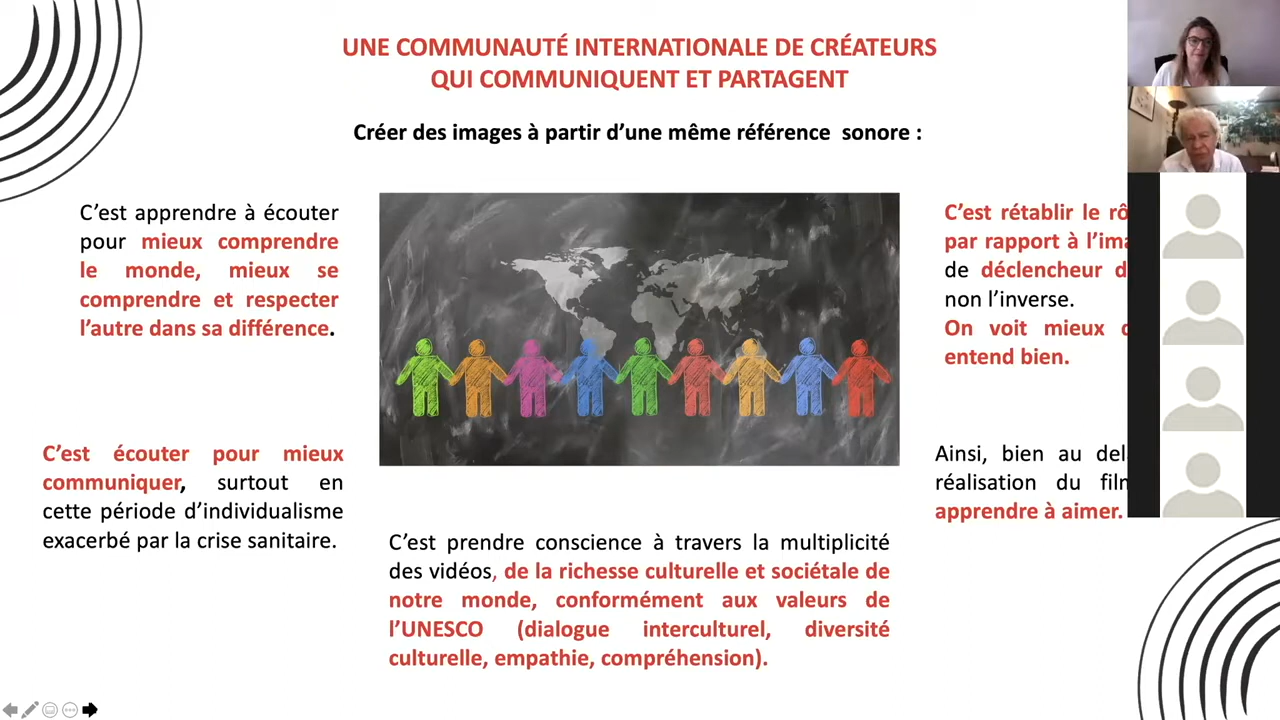 UNE COMMUNAUTÉ INTERNATIONALE DE CRÉATEURS
QUI COMMUNIQUENT ET PARTAGENT
Créer des images à partir d’une même référence sonore :
C’est apprendre à écouter
pour mieux comprendre
le monde, mieux se
comprendre et respecter
l’autre dans sa différence.
C’est écouter pour mieux
communiquer, surtout en
cette période d’individualisme
exacerbé par la crise sanitaire.
C’est prendre conscience à travers la multiplicité
des vidéos, de la richesse culturelle et sociétale de
notre monde, conformément aux valeurs de
l’UNESCO (dialogue interculturel, diversité
culturelle, empathie, compréhension).
C’est rétablir le
par rapport à
de déclencheur
non l’inverse.
On voit mieux
entend bien.
Ainsi, bien au
réalisation du
apprendre à aimer.